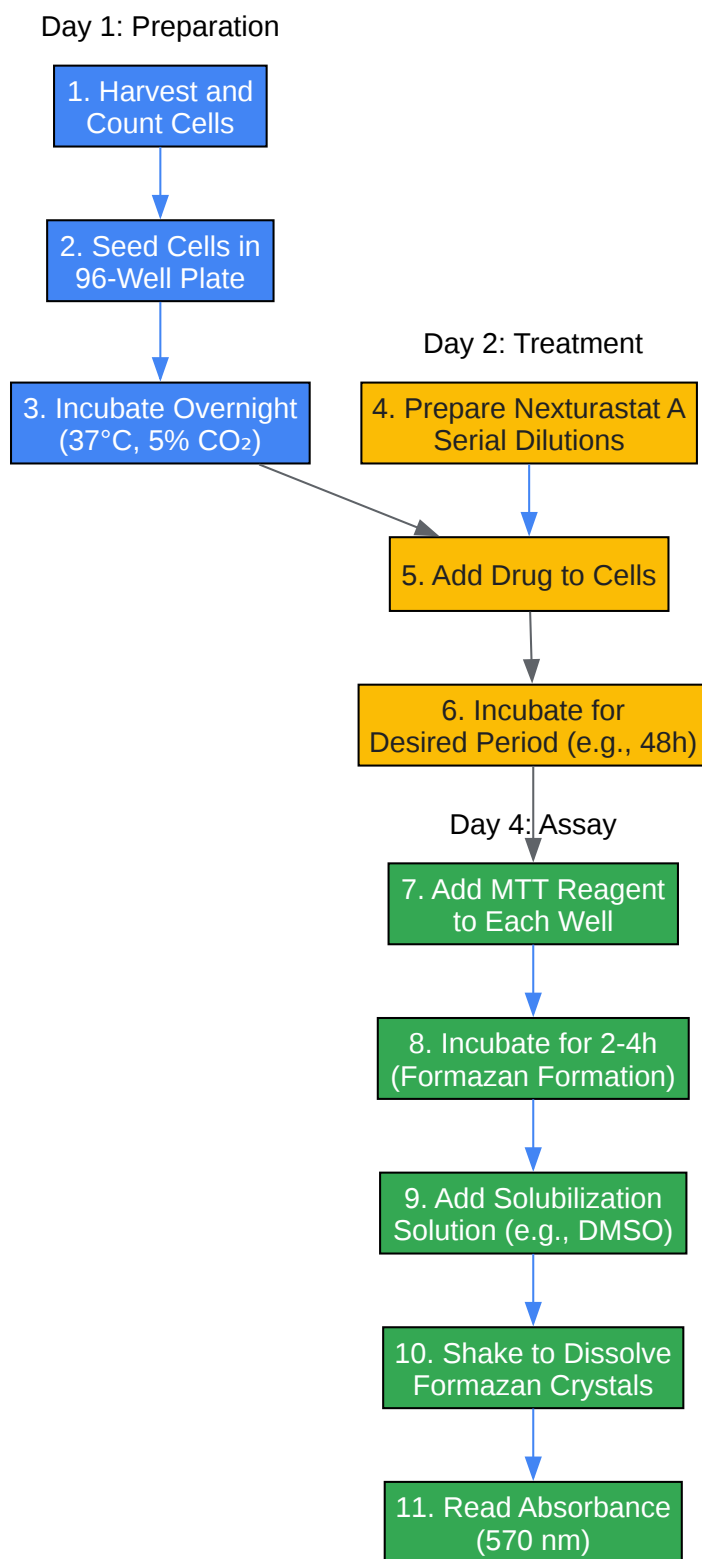 Day 1: Preparation
1. Harvest and
Count Cells
2. Seed Cells in
96-Well Plate
3. Incubate Overnight
(37°C, 5% CO₂)
Day 2: Treatment
4. Prepare Nexturastat A
Serial Dilutions
5. Add Drug to Cells
6. Incubate for
Desired Period (e.g., 48h)
Day 4: Assay
7. Add MTT Reagent
to Each Well
8. Incubate for 2-4h
(Formazan Formation)
9. Add Solubilization
Solution (e.g., DMSO)
10. Shake to Dissolve
Formazan Crystals
11. Read Absorbance
(570 nm)